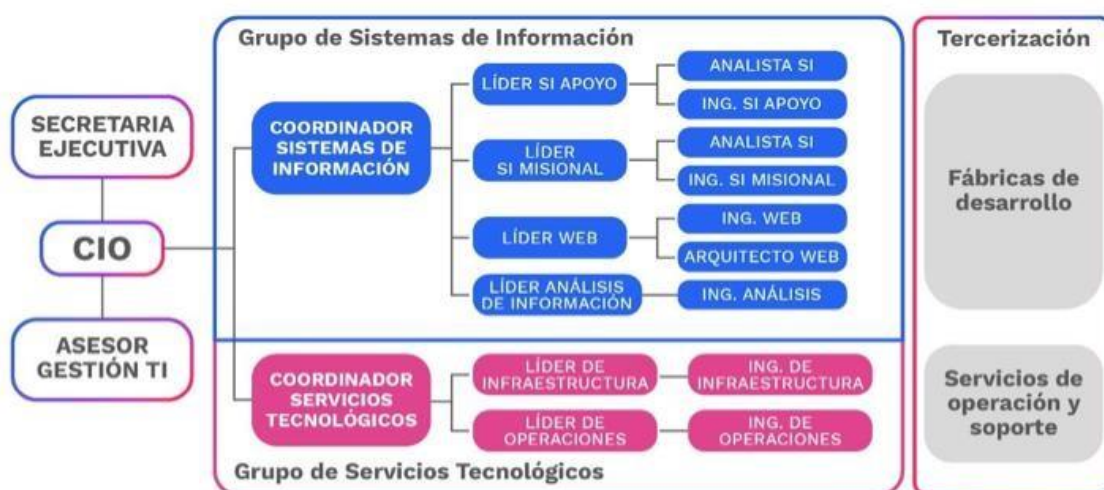 Grupo de Sistemas de Información
Tercerización
SECRETARIA
EJECUTIVA
CIO
ASESOR
GESTIÓN TI
COORDINADOR
SISTEMAS DE
INFORMACIÓN
LÍDER SI APOYO
ANALISTA SI
ING. SI APOYO
LÍDER
SI MISIONAL
ANALISTA SI
ING. SI MISIONAL
LÍDER WEB
ING. WEB
ARQUITECTO WEB
LÍDER ANÁLISIS
DE INFORMACIÓN
ING. ANÁLISIS
COORDINADOR
SERVICIOS
TECNOLÓGICOS
LÍDER DE
INFRAESTRUCTURA
ING. DE
INFRAESTRUCTURA
LÍDER DE
OPERACIONES
ING. DE
OPERACIONES
Grupo de Servicios Tecnológicos
Fábricas de
desarrollo
Servicios de
operación y
soporte